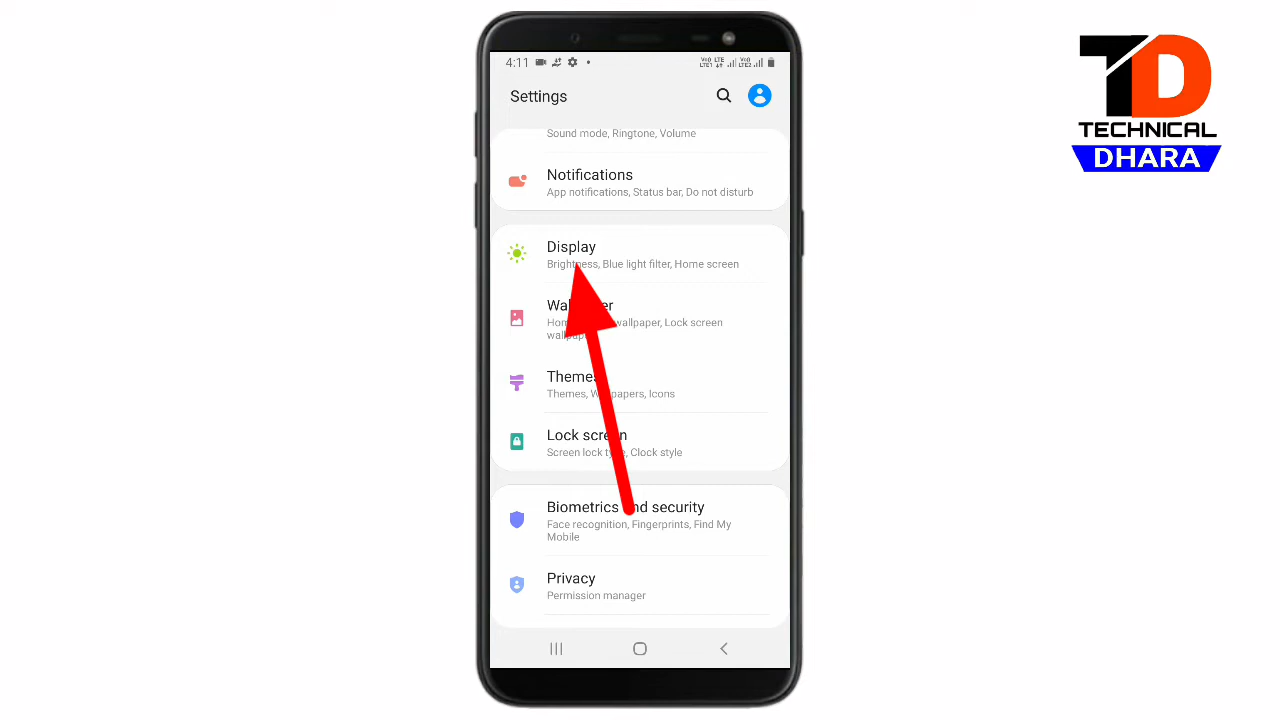 4:11
Settings
Sound mode, Ringtone, Volume
Notifications
App notifications, Status bar, Do not disturb
Display
Brightness, Blue light filter, Home screen
Wallpaper
wallpaper, Lock screen
Themes
Themes, Wallpapers, Icons
Lock screen
Screen lock type, Clock style
Biometrics and security
Face recognition, Fingerprints, Find My
Mobile
Privacy
Permission manager
TD
TECHNICAL
DHARA